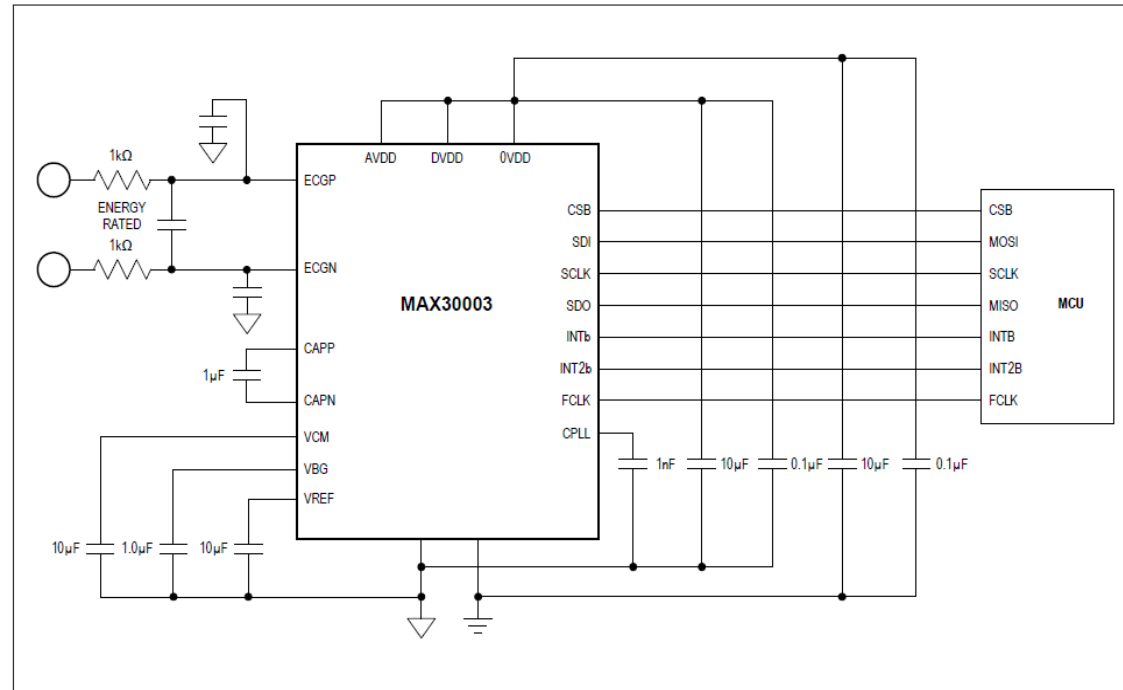 AVDD DVDD 0VDD
1kΩ
ECGP
ENERGY
RATED
1kΩ
ECGN
MAX30003
CAPP
1µF
CAPN
VCM
VBG
VREF
10µF 1.0µF 10µF
CSB
SDI
SCLK
SDO
INTb
INT2b
FCLK
CPLL
1nF 10µF 0.1µF 10µF 0.1µF
CSB
MOSI
SCLK
MISO
MCU
INTB
INT2B
FCLK